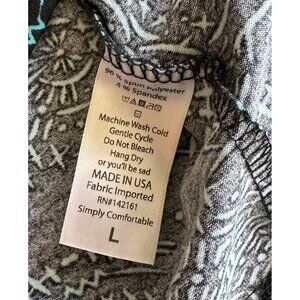 96% Spun Polyester
4% Spandex
Machine Wash Cold
Gentle Cycle
Do Not Bleach
Hang Dry
or you'll be sad
MADE IN USA
Fabric Imported
RN#142161
Simply Comfortable
L